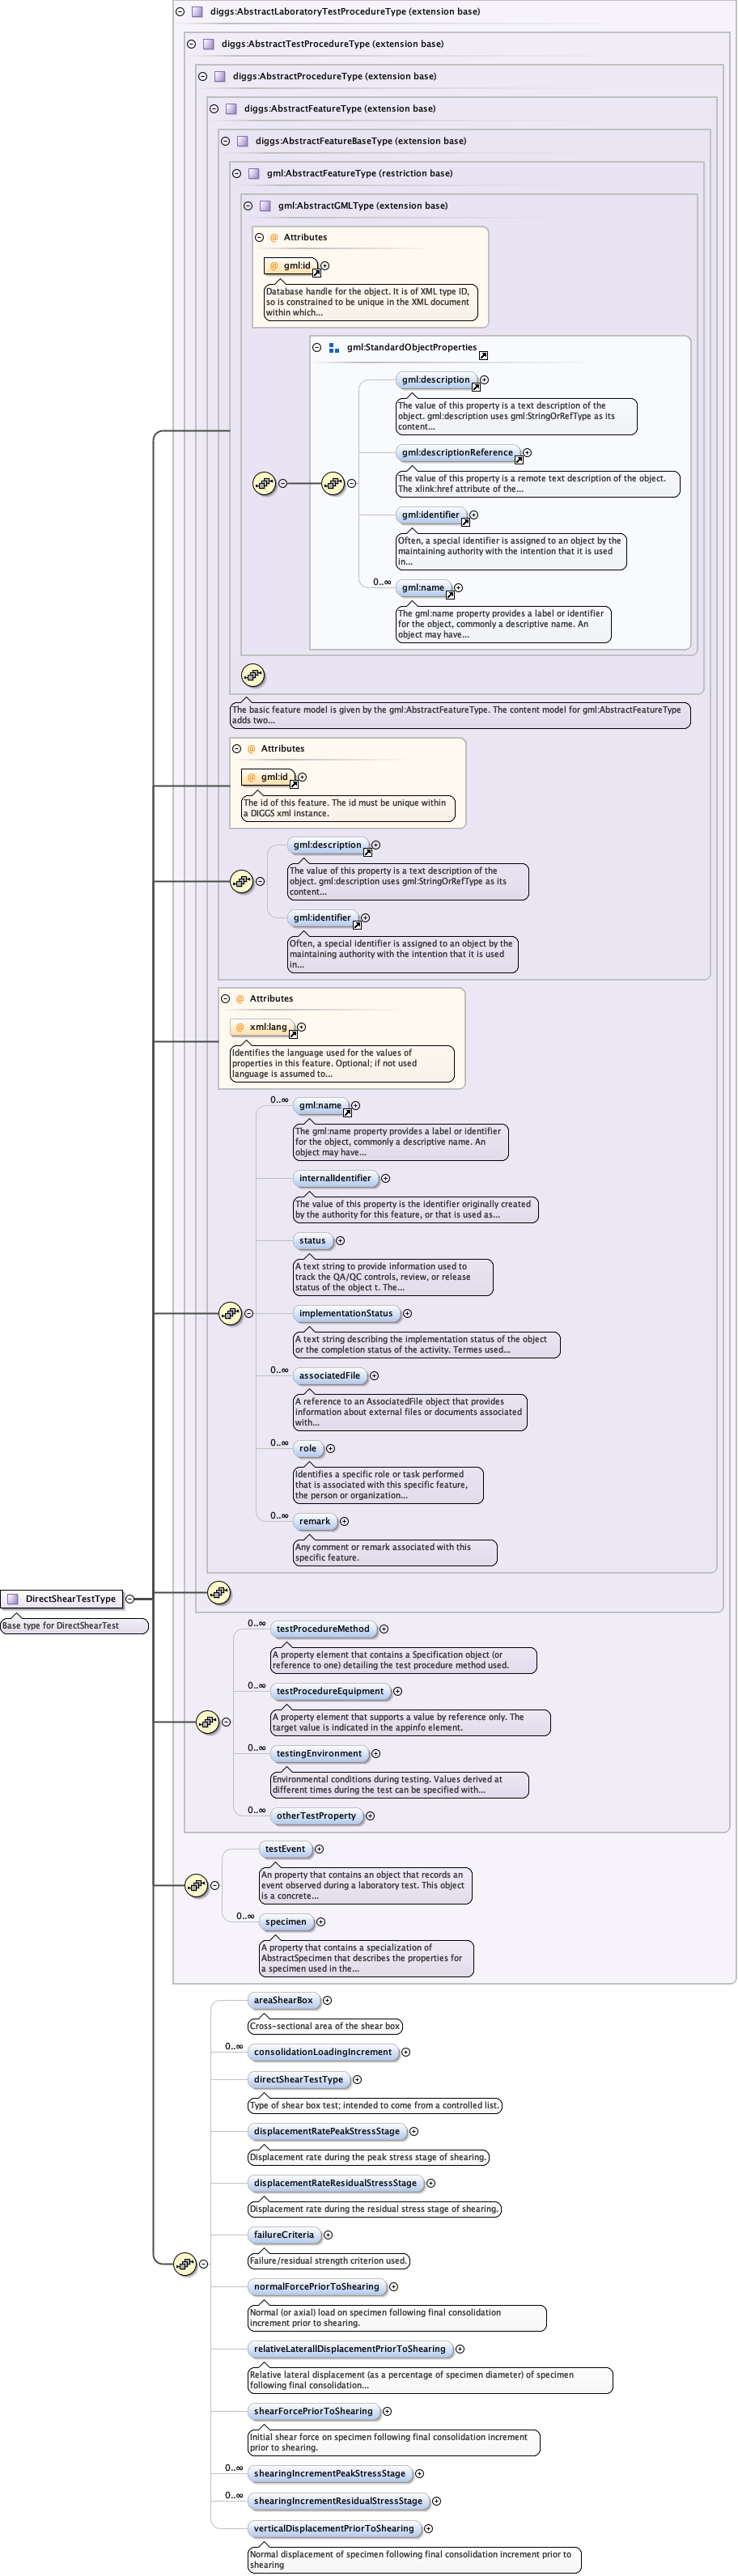 diggs:AbstractLaboratoryTestProcedureType (extension base)
diggs:AbstractTestProcedureType (extension base)
diggs:AbstractProcedureType (extension base)
diggs:AbstractFeatureType (extension base)
diggs:AbstractFeatureBaseType (extension base)
gml:AbstractFeatureType (restriction base)
gml:AbstractGMLType (extension base)
@ Attributes
@ gml:id
Database handle for the object. It is of XML type ID,
so is constrained to be unique in the XML document
within which...
gml:StandardObjectProperties
gml:description
The value of this property is a text description of the
object. gml:description uses gml:StringOrRefType as its
content...
gml:descriptionReference
The value of this property is a remote text description of the object.
The xlink:href attribute of the...
gml:identifier
Often, a special identifier is assigned to an object by the
maintaining authority with the intention that it is used
in...
0..∞
gml:name
The gml:name property provides a label or identifier
for the object, commonly a descriptive name. An
object may have...
The basic feature model is given by the gml:AbstractFeatureType. The content model for gml:AbstractFeatureType
adds two...
@ Attributes
@ gml:id
The id of this feature. The id must be unique within
a DIGGS xml instance.
gml:description
The value of this property is a text description of the
object. gml:description uses gml:StringOrRefType as its
content...
gml:identifier
Often, a special identifier is assigned to an object by the
maintaining authority with the intention that it is used
in...
@ Attributes
@ xml:lang
Identifies the language used for the values of
properties in this feature. Optional; if not used
language is assumed to...
0..∞
gml:name
The gml:name property provides a label or identifier
for the object, commonly a descriptive name. An
object may have...
internalIdentifier
The value of this property is the identifier originally created
by the authority for this feature, or that is used as...
status
A text string to provide information used to
track the QA/QC controls, review, or release
status of the object t. The...
implementationStatus
A text string describing the implementation status of the object
or the completion status of the activity. Termes used...
0..∞
associatedFile
A reference to an AssociatedFile object that provides
information about external files or documents associated
with...
0..∞
role
Identifies a specific role or task performed
that is associated with this specific feature,
the person or organization...
0..∞
remark
Any comment or remark associated with this
specific feature.
DirectShearTestType
Base type for DirectShearTest
0..∞
testProcedureMethod
A property element that contains a Specification object (or
reference to one) detailing the test procedure method used.
0..∞
testProcedureEquipment
A property element that supports a value by reference only. The
target value is indicated in the appinfo element.
0..∞
testingEnvironment
Environmental conditions during testing. Values derived at
different times during the test can be specified with...
0..∞
otherTestProperty
testEvent
An property that contains an object that records an
event observed during a laboratory test. This object
is a concrete...
0..∞
specimen
A property that contains a specialization of
AbstractSpecimen that describes the properties for
a specimen used in the...
areaShearBox
Cross-sectional area of the shear box
0..∞
consolidationLoadingIncrement
directShearTestType
Type of shear box test; intended to come from a controlled list.
displacementRatePeakStressStage
Displacement rate during the peak stress stage of shearing.
displacementRateResidualStressStage
Displacement rate during the residual stress stage of shearing.
failureCriteria
Failure/residual strength criterion used.
normalForcePriorToShearing
Normal (or axial) load on specimen following final consolidation
increment prior to shearing.
relativeLaterallDisplacementPriorToShearing
Relative lateral displacement (as a percentage of specimen diameter) of specimen
following final consolidation...
shearForcePriorToShearing
Initial shear force on specimen following final consolidation increment
prior to shearing.
0..∞
shearingIncrementPeakStressStage
0..∞
shearingIncrementResidualStressStage
verticalDisplacementPriorToShearing
Normal displacement of specimen following final consolidation increment prior to
shearing